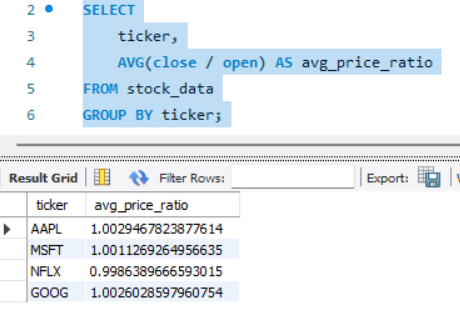 2 SELECT
3 ticker,
4 AVG(close / open) AS avg_price_ratio
5 FROM stock_data
6 GROUP BY ticker;
Result Grid Filter Rows: Export:
ticker avg_price_ratio
AAPL 1.0029467823877614
MSFT 1.0011269264956635
NFLX 0.9986389666593015
GOOG 1.0026028597960754